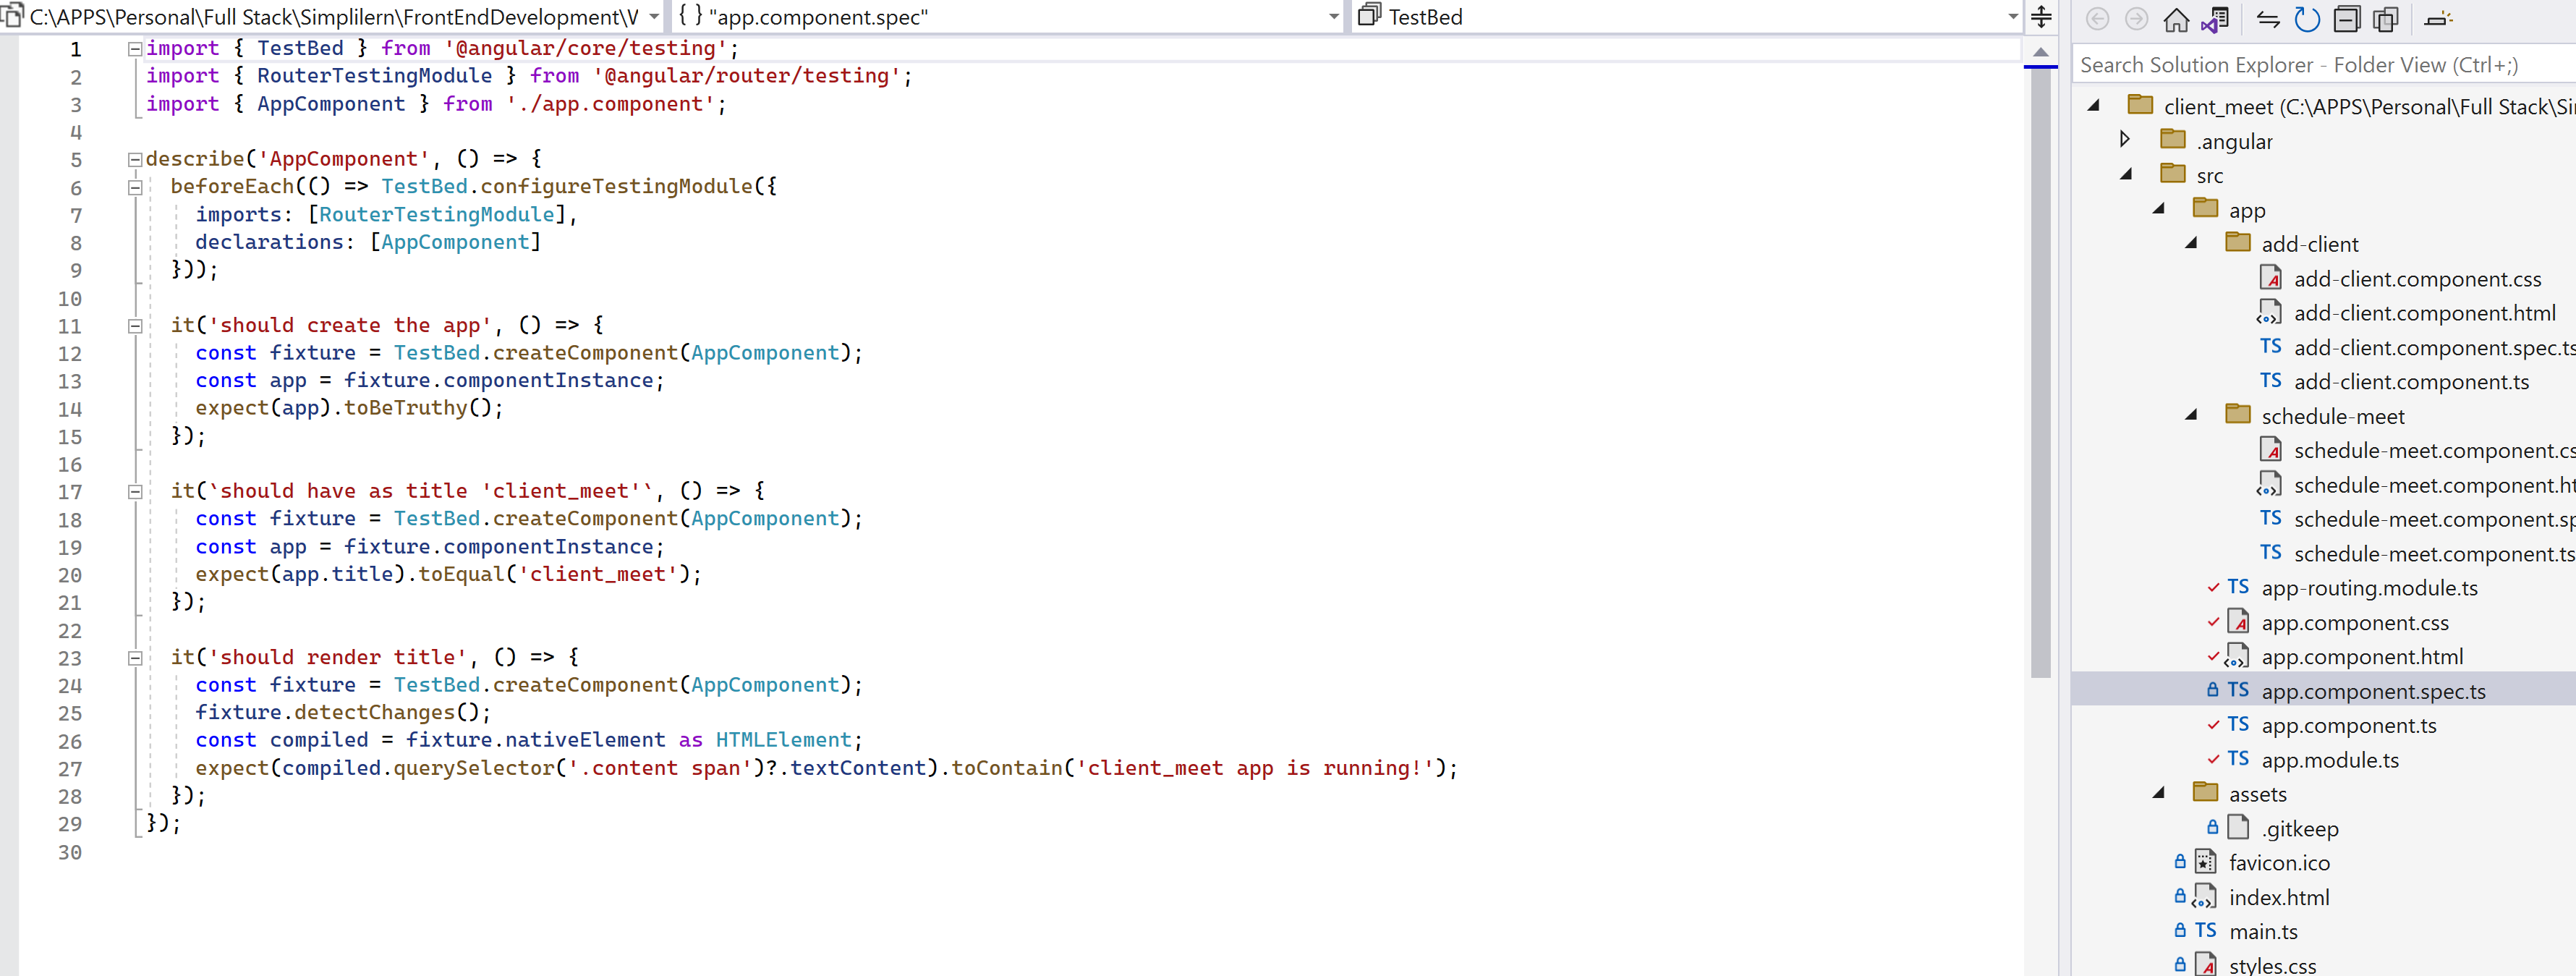 C:\APPS\Personal\Full Stack\Simplilern\FrontEndDevelopment\V
{ } "app.component.spec"
TestBed
1 import { TestBed } from '@angular/core/testing';
2 import { RouterTestingModule } from '@angular/router/testing';
3 import { AppComponent } from './app.component';
4
5 describe('AppComponent', () => {
6   beforeEach(() => TestBed.configureTestingModule({
7     imports: [RouterTestingModule],
8     declarations: [AppComponent]
9   }));
10
11   it('should create the app', () => {
12     const fixture = TestBed.createComponent(AppComponent);
13     const app = fixture.componentInstance;
14     expect(app).toBeTruthy();
15   });
16
17   it(`should have as title 'client_meet'`, () => {
18     const fixture = TestBed.createComponent(AppComponent);
19     const app = fixture.componentInstance;
20     expect(app.title).toEqual('client_meet');
21   });
22
23   it('should render title', () => {
24     const fixture = TestBed.createComponent(AppComponent);
25     fixture.detectChanges();
26     const compiled = fixture.nativeElement as HTMLElement;
27     expect(compiled.querySelector('.content span')?.textContent).toContain('client_meet app is running!');
28   });
29 });
30
Search Solution Explorer - Folder View (Ctrl+;)
client_meet (C:\APPS\Personal\Full Stack\Si
.angular
src
app
add-client
add-client.component.css
add-client.component.html
TS add-client.component.spec.ts
TS add-client.component.ts
schedule-meet
schedule-meet.component.cs
schedule-meet.component.ht
TS schedule-meet.component.sp
TS schedule-meet.component.ts
TS app-routing.module.ts
app.component.css
app.component.html
TS app.component.spec.ts
TS app.component.ts
TS app.module.ts
assets
.gitkeep
favicon.ico
index.html
TS main.ts
styles.css